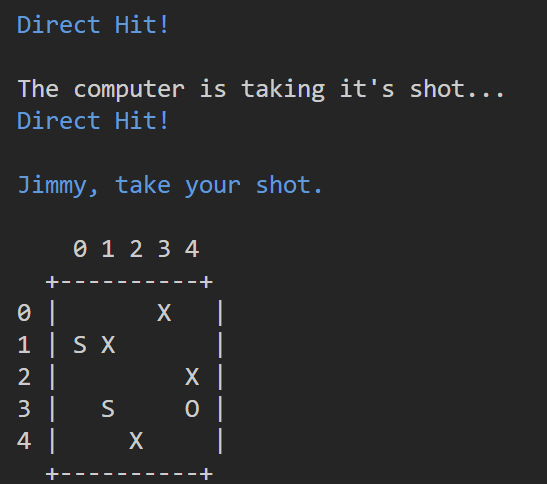 Direct Hit!
The computer is taking it's shot...
Direct Hit!
Jimmy, take your shot.
    0 1 2 3 4
  +----------+
0 |       X   |
1 | S X       |
2 |         X |
3 |   S     O |
4 |     X     |
  +----------+